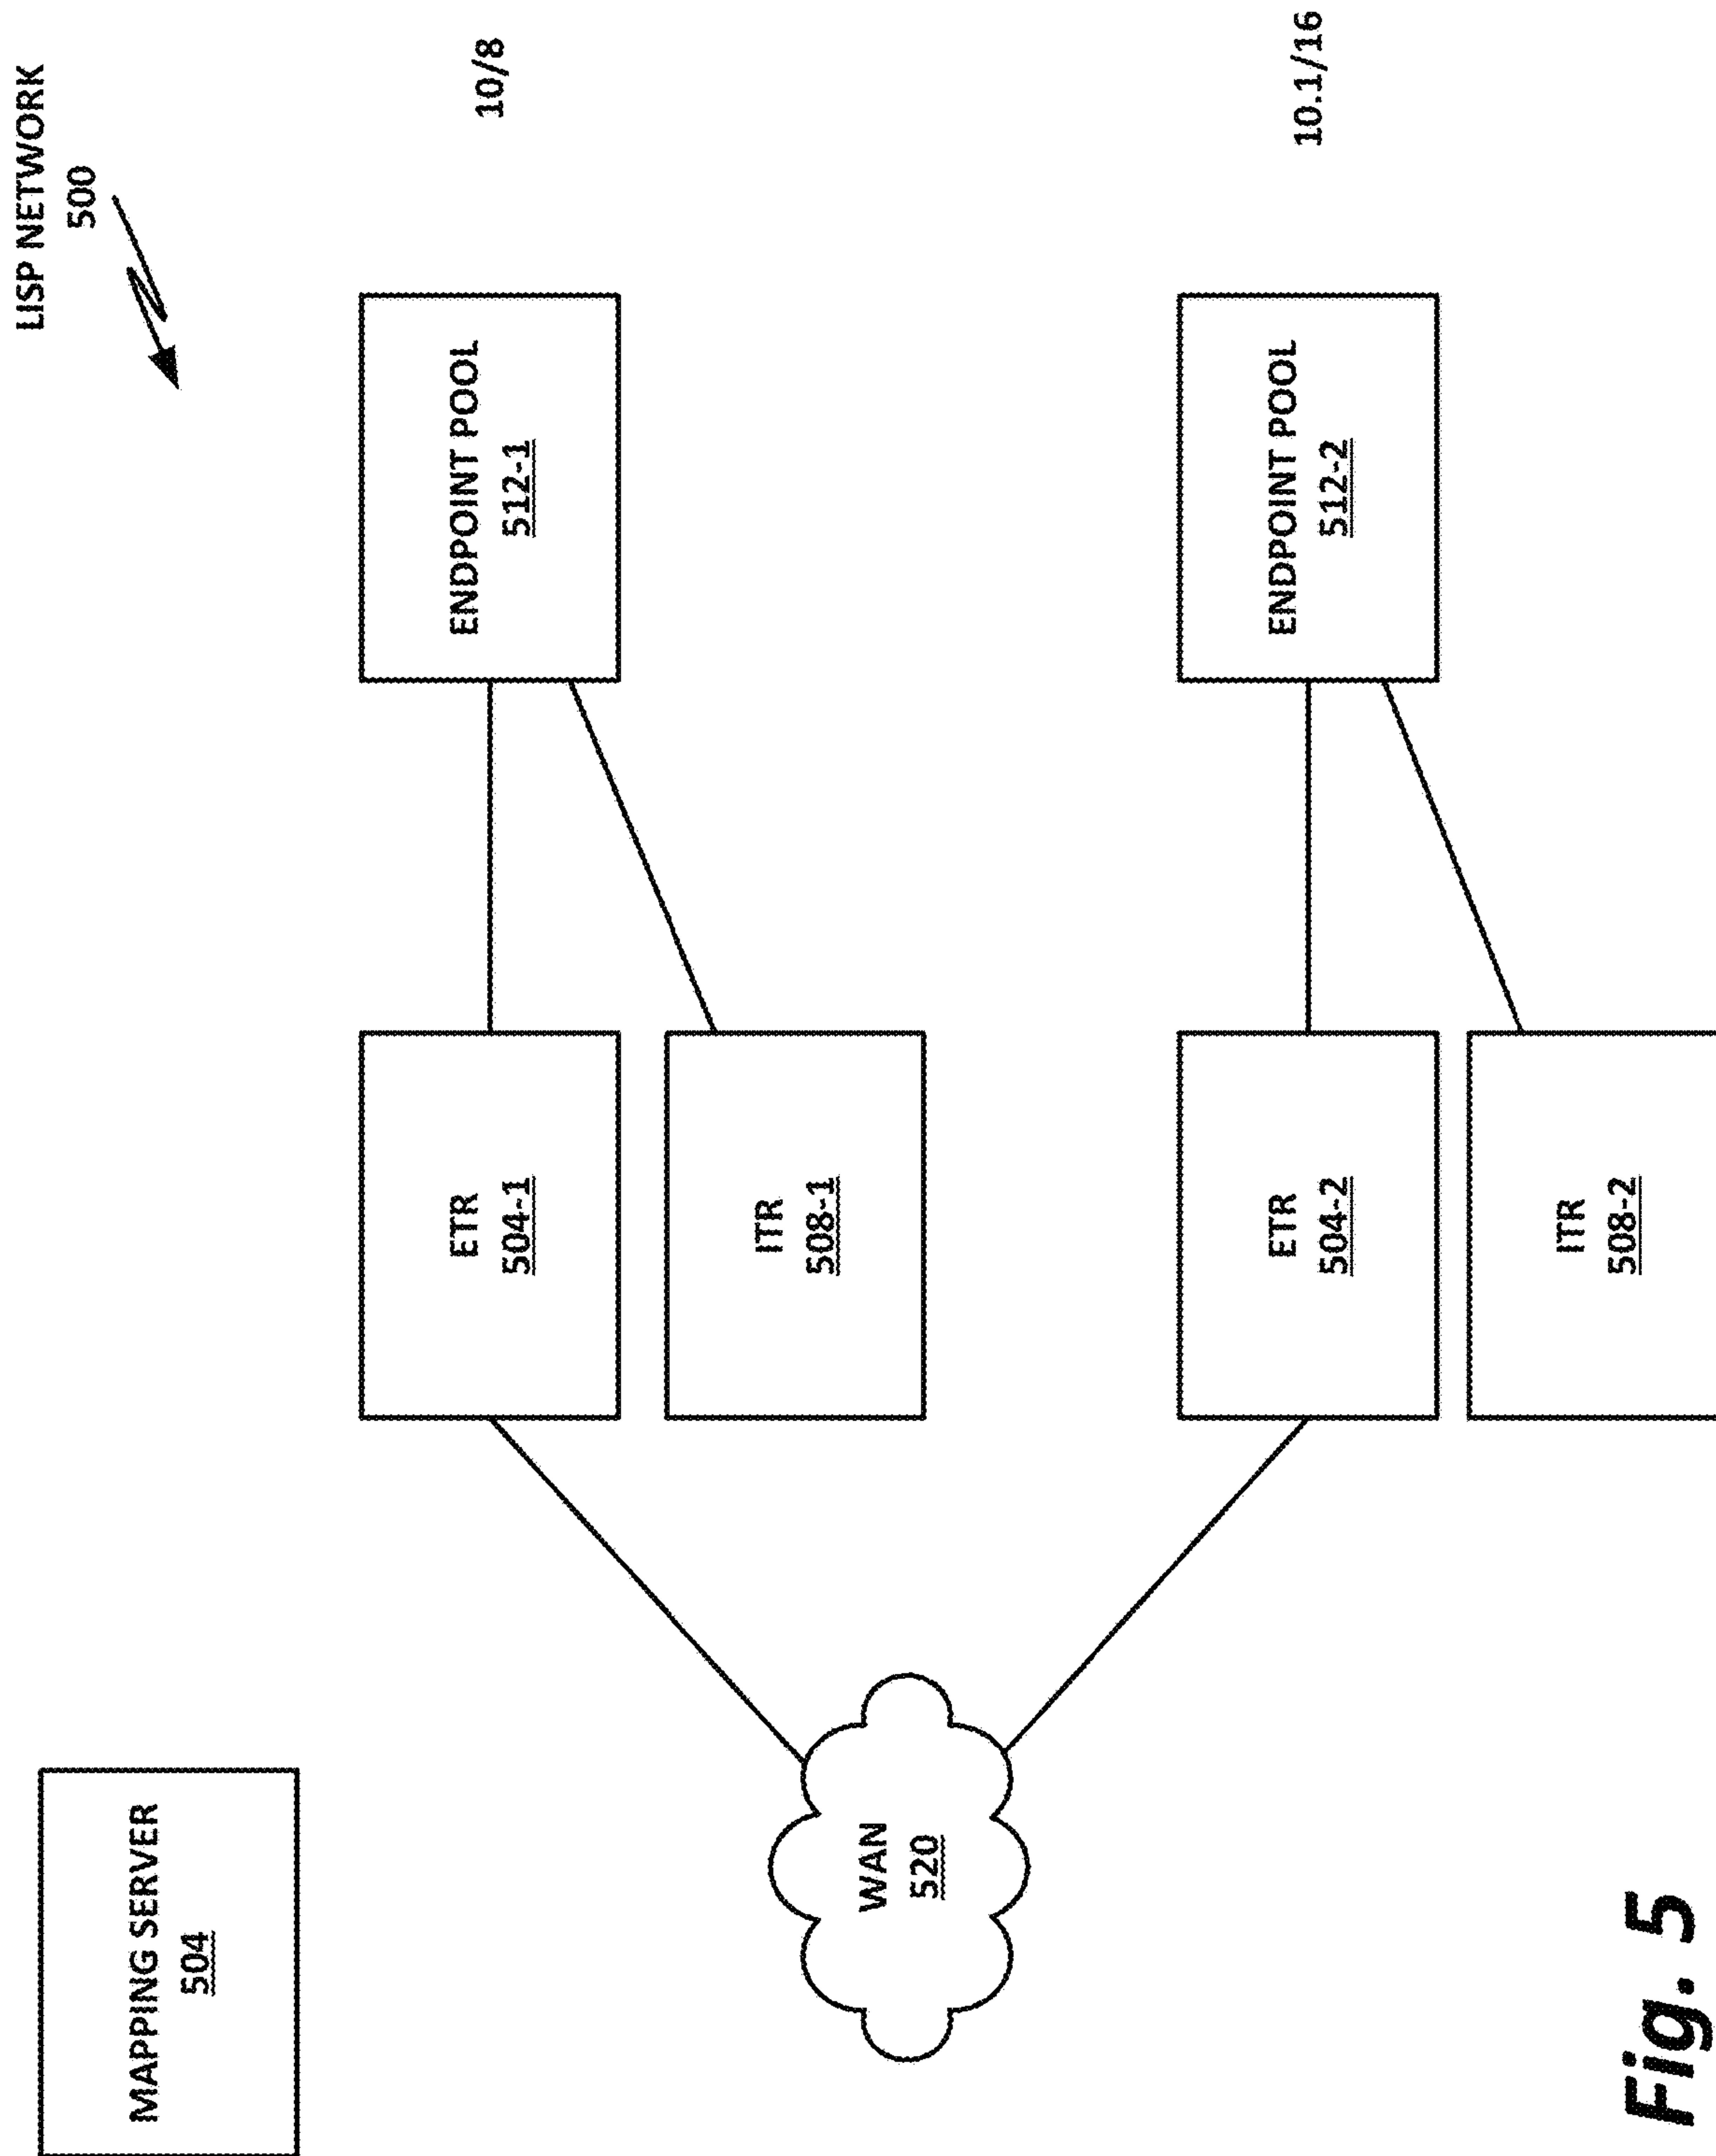 LISP NETWORK
500
MAPPING SERVER
504
ETR
504-1
ENDPOINT POOL
512-1
10/8
ITR
508-1
WAN
520
ETR
504-2
ENDPOINT POOL
512-2
10.1/16
ITR
508-2
Fig. 5